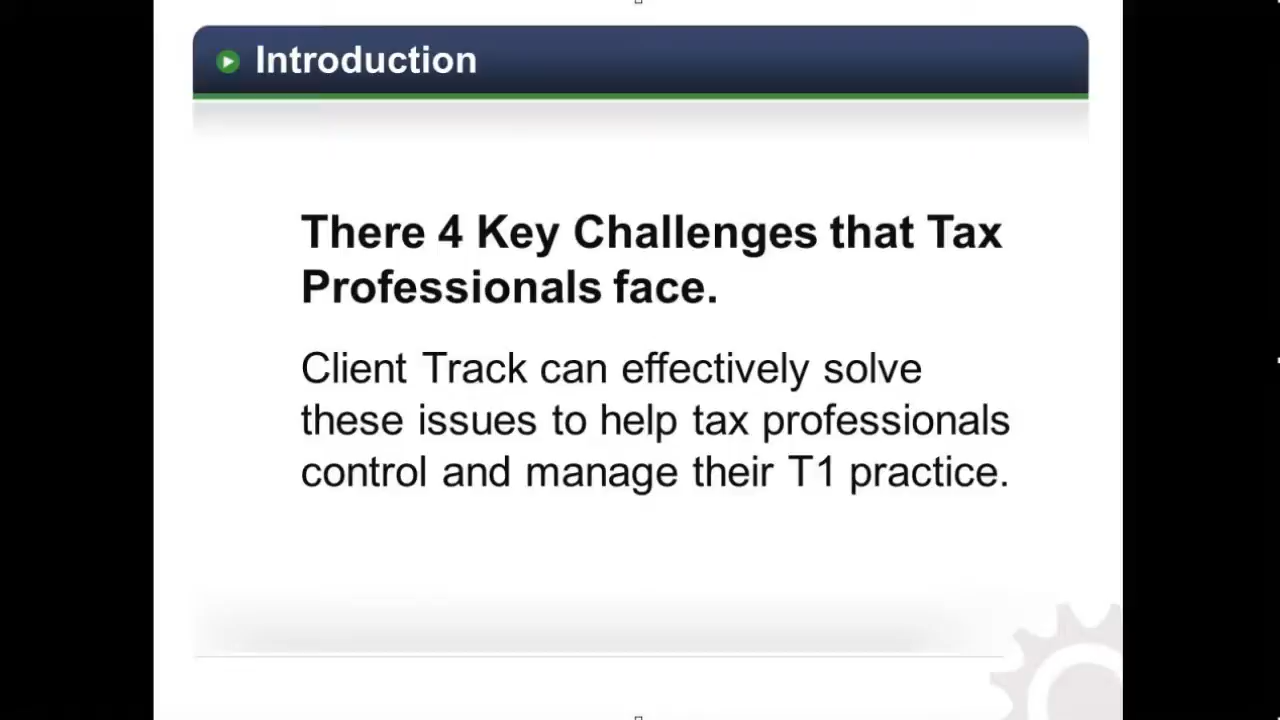 Introduction
There 4 Key Challenges that Tax
Professionals face.
Client Track can effectively solve
these issues to help tax professionals
control and manage their T1 practice.